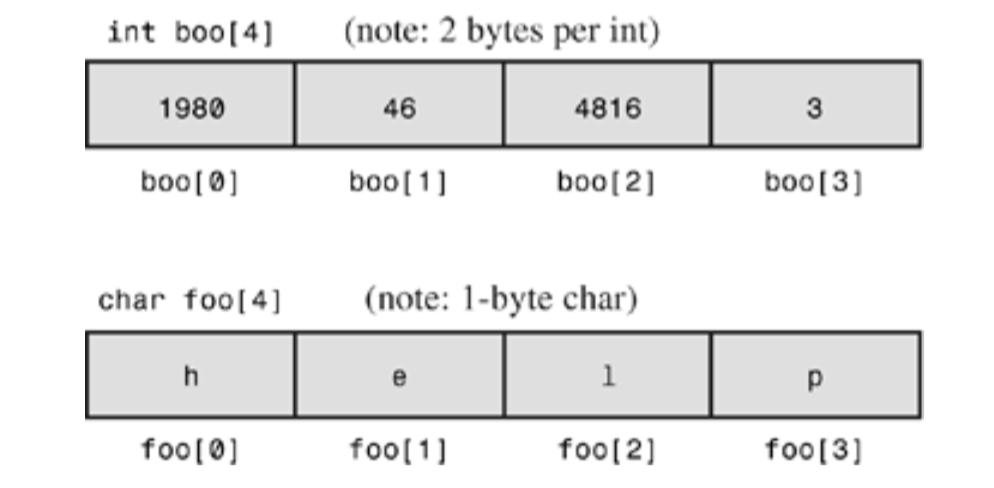 int boo[4] (note: 2 bytes per int)
1980 46 4816 3
boo[0] boo[1] boo[2] boo[3]
char foo[4] (note: 1-byte char)
h e l p
foo[0] foo[1] foo[2] foo[3]